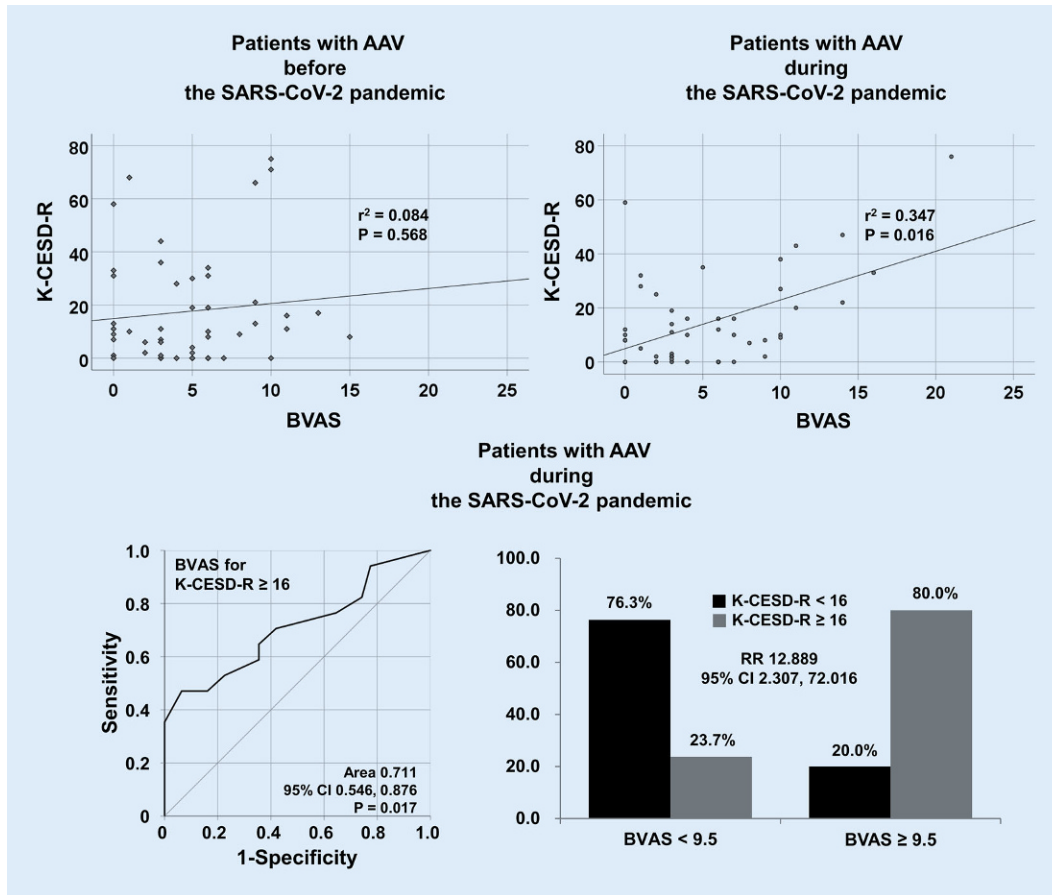 Patients with AAV
before
the SARS-CoV-2 pandemic
80
60
40
20
0
K-CESD-R
r² = 0.084
P = 0.568
0 5 10 15 20 25
BVAS
Patients with AAV
during
the SARS-CoV-2 pandemic
80
60
40
20
0
r² = 0.347
P = 0.016
0 5 10 15 20 25
BVAS
Patients with AAV
during
the SARS-CoV-2 pandemic
1.0
0.8
0.6
0.4
0.2
0
Sensitivity
BVAS for
K-CESD-R ≥ 16
Area 0.711
95% CI 0.546, 0.876
P = 0.017
0 0.2 0.4 0.6 0.8 1.0
1-Specificity
100.0
80.0
60.0
40.0
20.0
0.0
76.3%
23.7%
20.0%
80.0%
K-CESD-R < 16
K-CESD-R ≥ 16
RR 12.889
95% CI 2.307, 72.016
BVAS < 9.5
BVAS ≥ 9.5